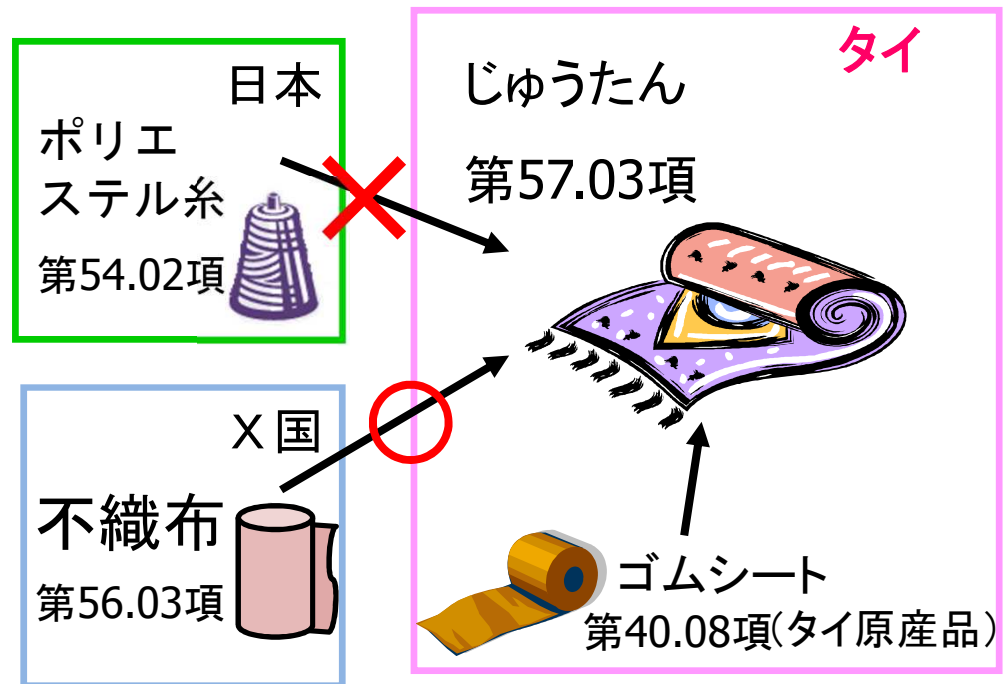 日本
ポリエ
ステル糸
第54.02項
X国
不織布
第56.03項
タイ
じゅうたん
第57.03項
ゴムシート
第40.08項(タイ原産品)